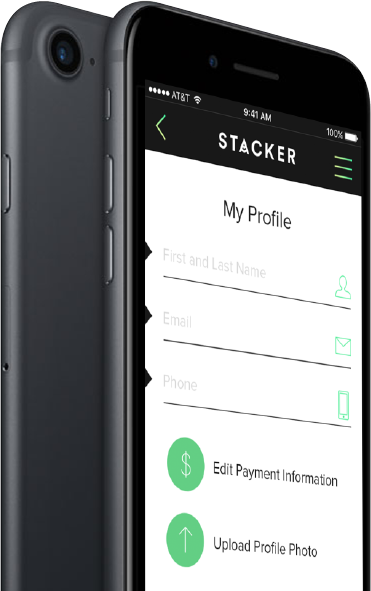 AT&T
9:41 AM
100%
STACKER
My Profile
First and Last Name
Email
Phone
$
Edit Payment Information
Upload Profile Photo